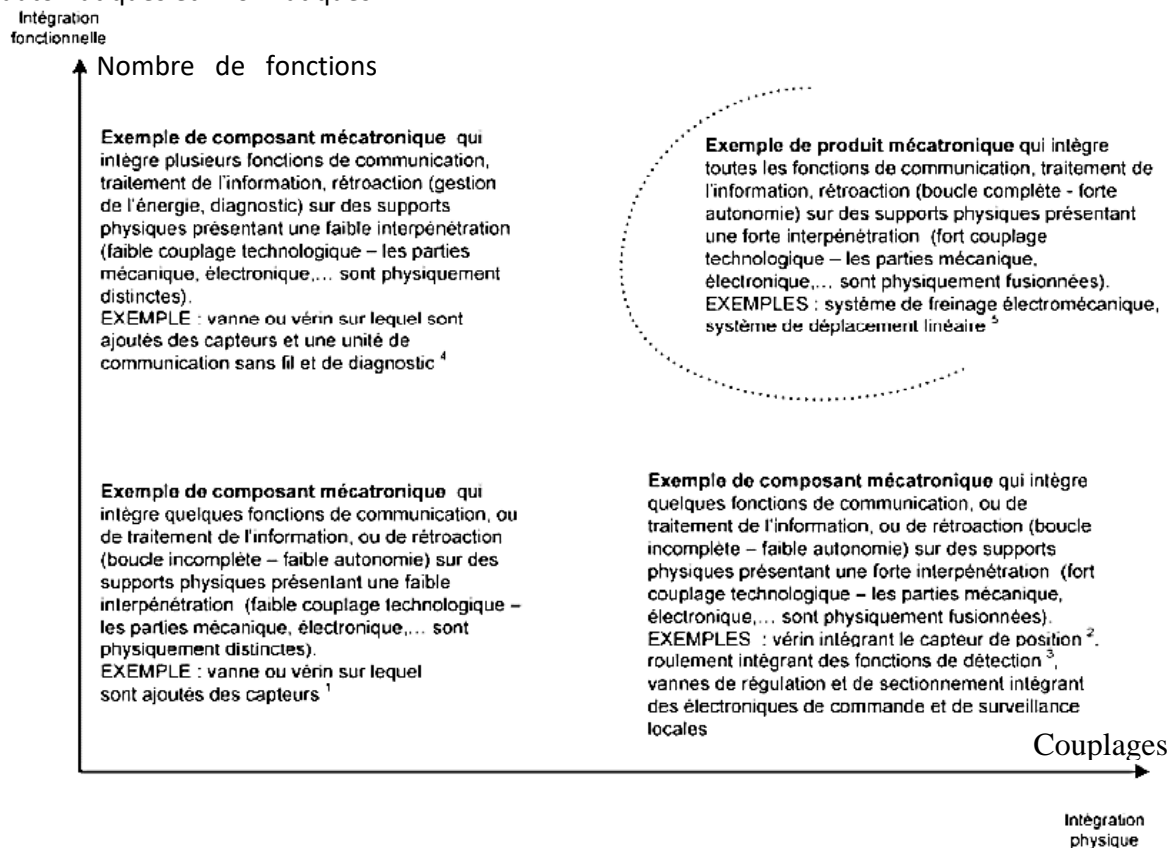 Intégration
fonctionnelle
Nombre de fonctions
Exemple de composant mécatronique qui
intègre plusieurs fonctions de communication,
traitement de l'information, rétroaction (gestion
de l'énergie, diagnostic) sur des supports
physiques présentant une faible interpénétration
(faible couplage technologique – les parties
mécanique, électronique,... sont physiquement
distinctes).
EXEMPLE : vanne ou vérin sur lequel sont
ajoutés des capteurs et une unité de
communication sans fil et de diagnostic 4
Exemple de produit mécatronique qui intègre
toutes les fonctions de communication, traitement de
l'information, rétroaction (boucle complète - forte
autonomie) sur des supports physiques présentant
une forte interpénétration (fort couplage
technologique – les parties mécanique,
électronique,... sont physiquement fusionnées).
EXEMPLES : système de freinage électromécanique,
système de déplacement linéaire 5
Exemple de composant mécatronique qui
intègre quelques fonctions de communication, ou
de traitement de l'information, ou de rétroaction
(boucle incomplète – faible autonomie) sur des
supports physiques présentant une faible
interpénétration (faible couplage technologique –
les parties mécanique, électronique,... sont
physiquement distinctes).
EXEMPLE : vanne ou vérin sur lequel
sont ajoutés des capteurs 1
Exemple de composant mécatronique qui intègre
quelques fonctions de communication, ou de
traitement de l'information, ou de rétroaction (boucle
incomplète – faible autonomie) sur des supports
physiques présentant une forte interpénétration (fort
couplage technologique – les parties mécanique,
électronique,... sont physiquement fusionnées).
EXEMPLES : vérin intégrant le capteur de position 2,
roulement intégrant des fonctions de détection 3,
vannes de régulation et de sectionnement intégrant
des électroniques de commande et de surveillance
locales
Couplages
Intégration
physique